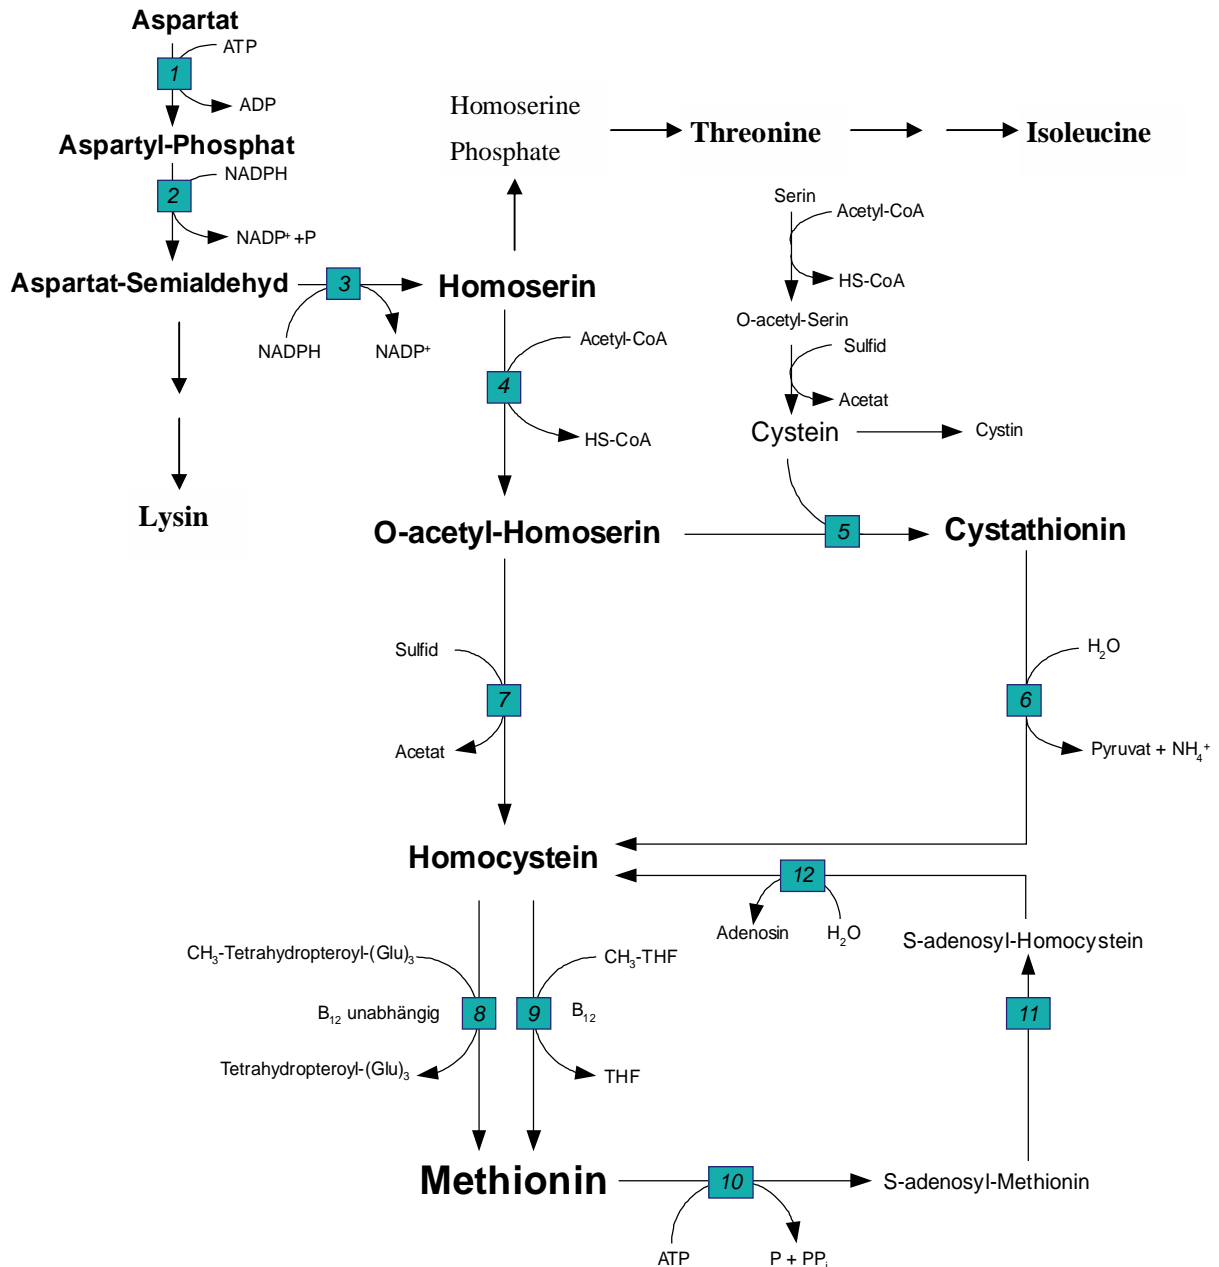 Aspartat
ATP
1
ADP
Aspartyl-Phosphat
NADPH
2
NADP+ +P
Aspartat-Semialdehyd
3
NADPH
NADP+
Homoserin
Homoserine
Phosphate
Threonine
Isoleucine
Lysin
Serin
Acetyl-CoA
HS-CoA
O-acetyl-Serin
Sulfid
Acetat
Cystein
Cystin
Acetyl-CoA
4
HS-CoA
O-acetyl-Homoserin
5
Cystathionin
Sulfid
7
Acetat
H2O
6
Pyruvat + NH4+
Homocystein
12
Adenosin
H2O
S-adenosyl-Homocystein
CH3-Tetrahydropteroyl-(Glu)3
CH3-THF
B12 unabhängig
8
9
B12
11
Tetrahydropteroyl-(Glu)3
THF
Methionin
10
S-adenosyl-Methionin
ATP
P + PPi